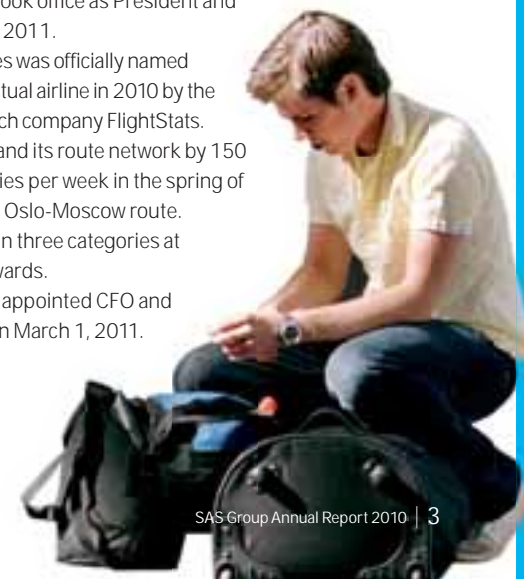 ook office as President and
2011.
es was officially named
tual airline in 2010 by the
ch company FlightStats.
and its route network by 150
ies per week in the spring of
Oslo-Moscow route.
n three categories at
wards.
appointed CFO and
n March 1, 2011.
SAS Group Annual Report 2010 | 3